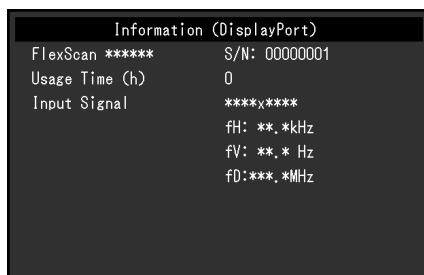 Information (DisplayPort)
FlexScan ****** S/N: 00000001
Usage Time (h) 0
Input Signal ****x****
fH: **.*kHz
fV: **.* Hz
fD:***.*MHz